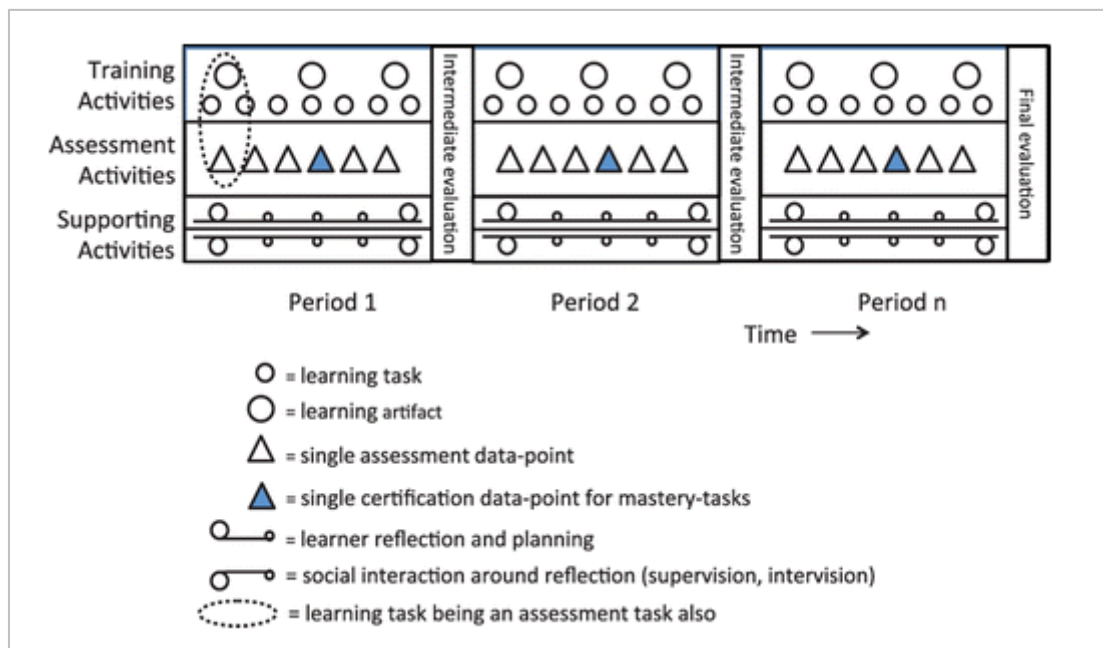 Training
Activities
Assessment
Activities
Supporting
Activities
Intermediate evaluation
Intermediate evaluation
Final evaluation
Period 1
Period 2
Period n
Time
= learning task
= learning artifact
= single assessment data-point
= single certification data-point for mastery-tasks
= learner reflection and planning
= social interaction around reflection (supervision, intervision)
= learning task being an assessment task also